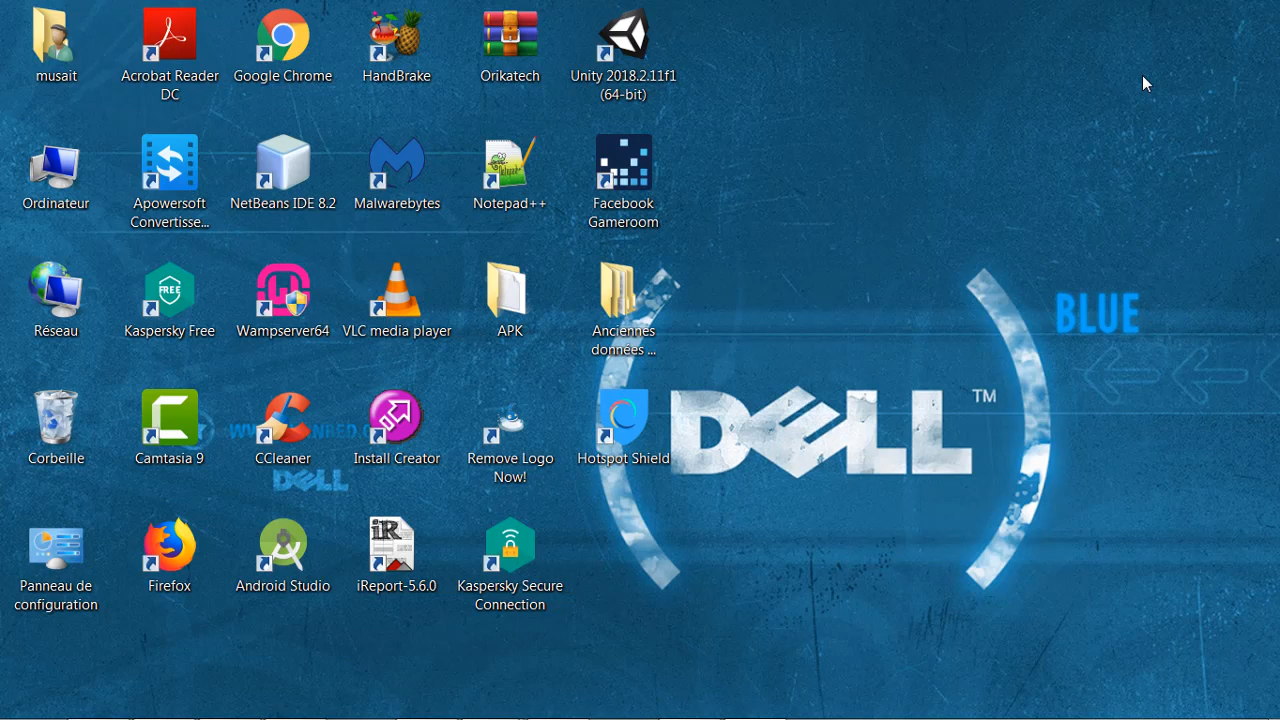 musait
Acrobat Reader
DC
Google Chrome
HandBrake
Orikatech
Unity 2018.2.11f1
(64-bit)
Ordinateur
Apowersoft
Convertisse...
NetBeans IDE 8.2
Malwarebytes
Notepad++
Facebook
Gameroom
Réseau
FREE
Kaspersky Free
Wampserver64
VLC media player
APK
Anciennes
données ...
BLUE
DELL™
Corbeille
Camtasia 9
CCleaner
Install Creator
Remove Logo
Now!
Hotspot Shield
DELL
Panneau de
configuration
Firefox
Android Studio
iR
iReport-5.6.0
Kaspersky Secure
Connection